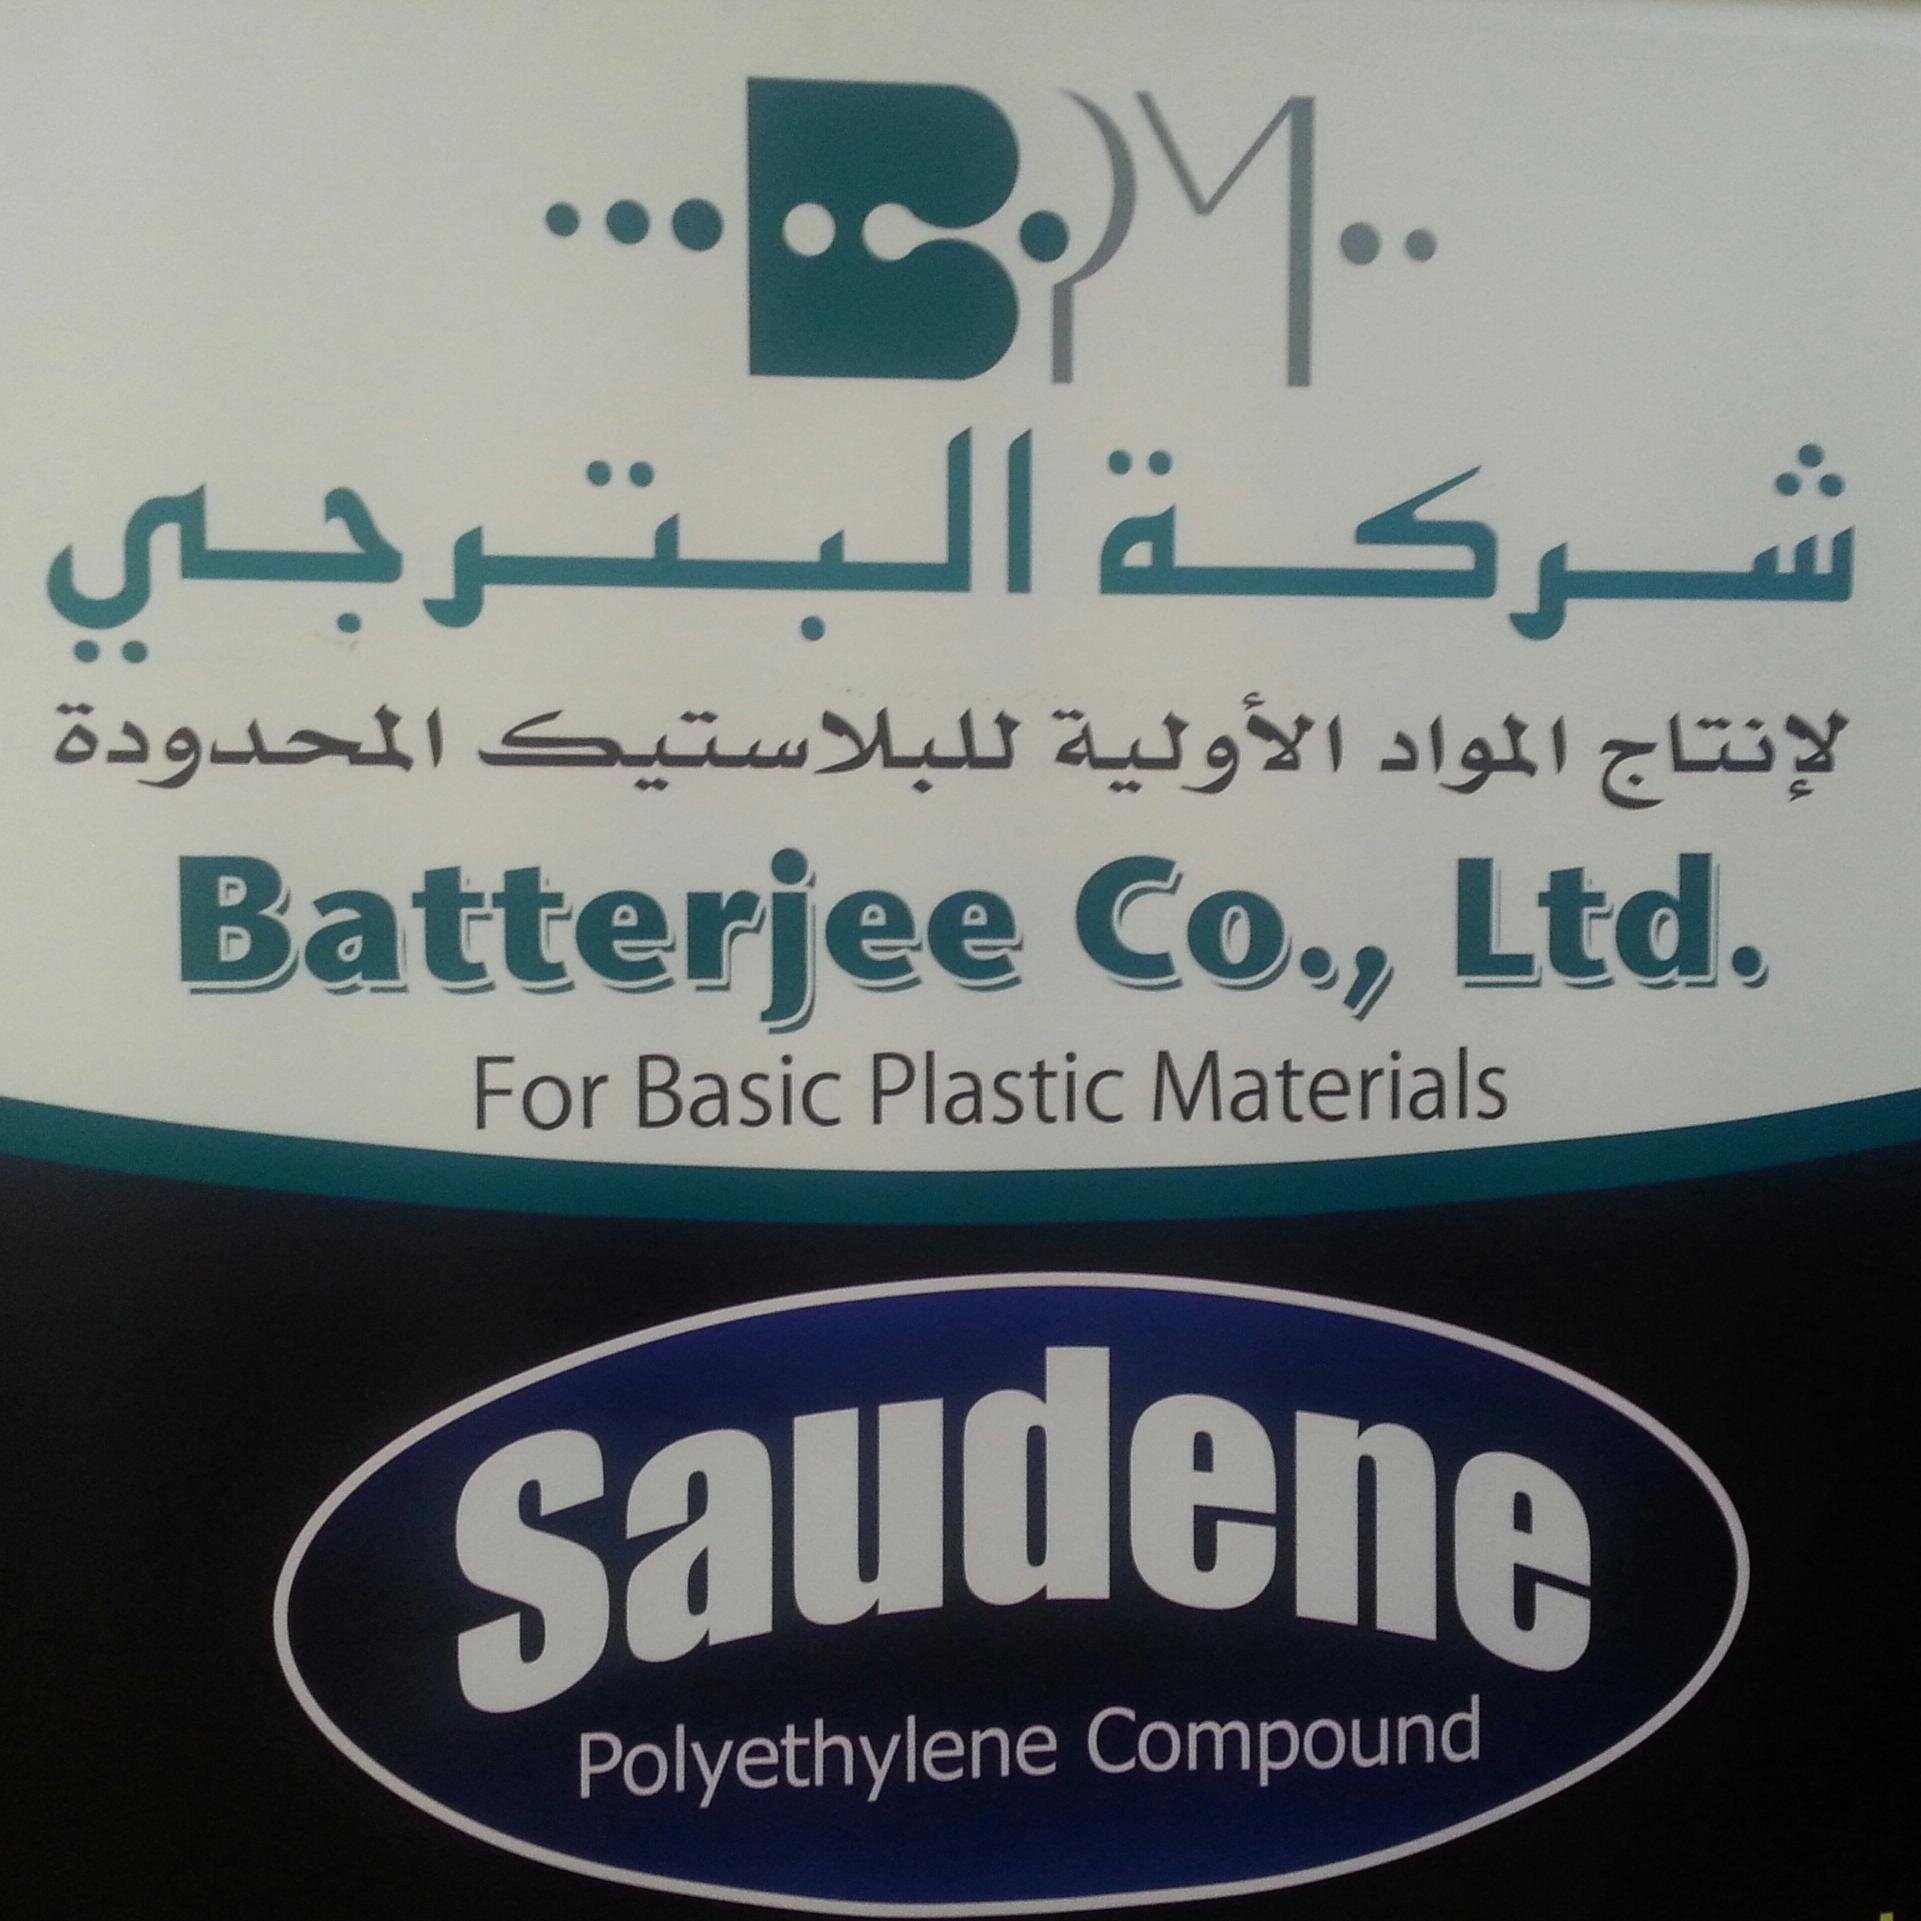 BPM
شركة البترجي
لإنتاج المواد الأولية للبلاستيك المحدودة
Batterjee Co., Ltd.
For Basic Plastic Materials
Saudene
Polyethylene Compound